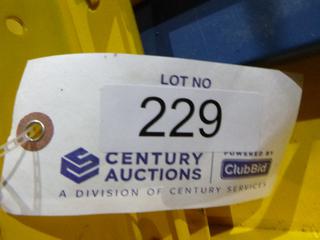 LOT NO
229
CENTURY
AUCTIONS
POWERED BY
ClubBid
A DIVISION OF CENTURY SERVICES